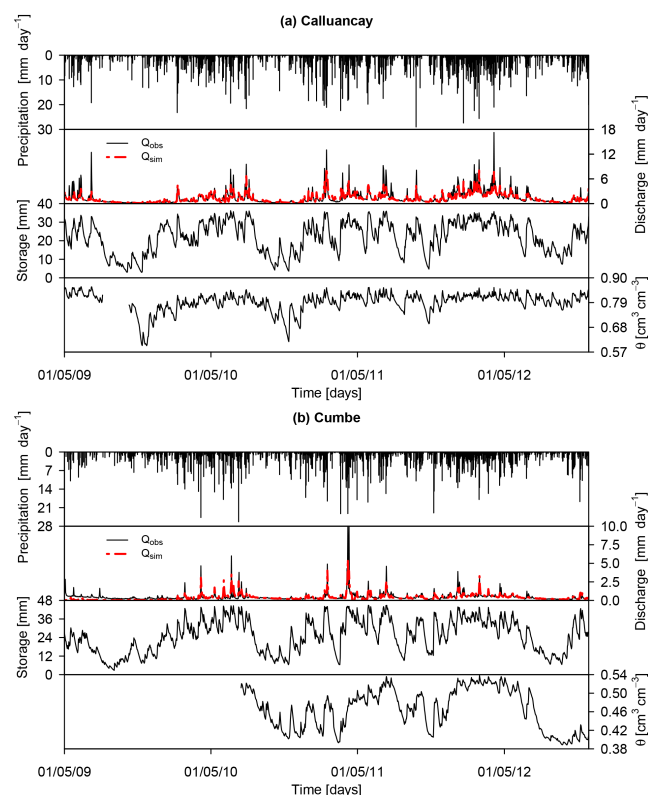 (a) Calluancay
Precipitation [mm day−1]
0
10
20
30
Qobs
Qsim
18
12
6
0
Discharge [mm day−1]
40
30
20
10
0
Storage [mm]
0.90
0.79
0.68
0.57
θ [cm3 cm−3]
01/05/09 01/05/10 01/05/11 01/05/12
Time [days]
(b) Cumbe
Precipitation [mm day−1]
0
7
14
21
28
Qobs
Qsim
10.0
7.5
5.0
2.5
0.0
Discharge [mm day−1]
48
36
24
12
0
Storage [mm]
0.54
0.50
0.46
0.42
0.38
θ [cm3 cm−3]
01/05/09 01/05/10 01/05/11 01/05/12
Time [days]